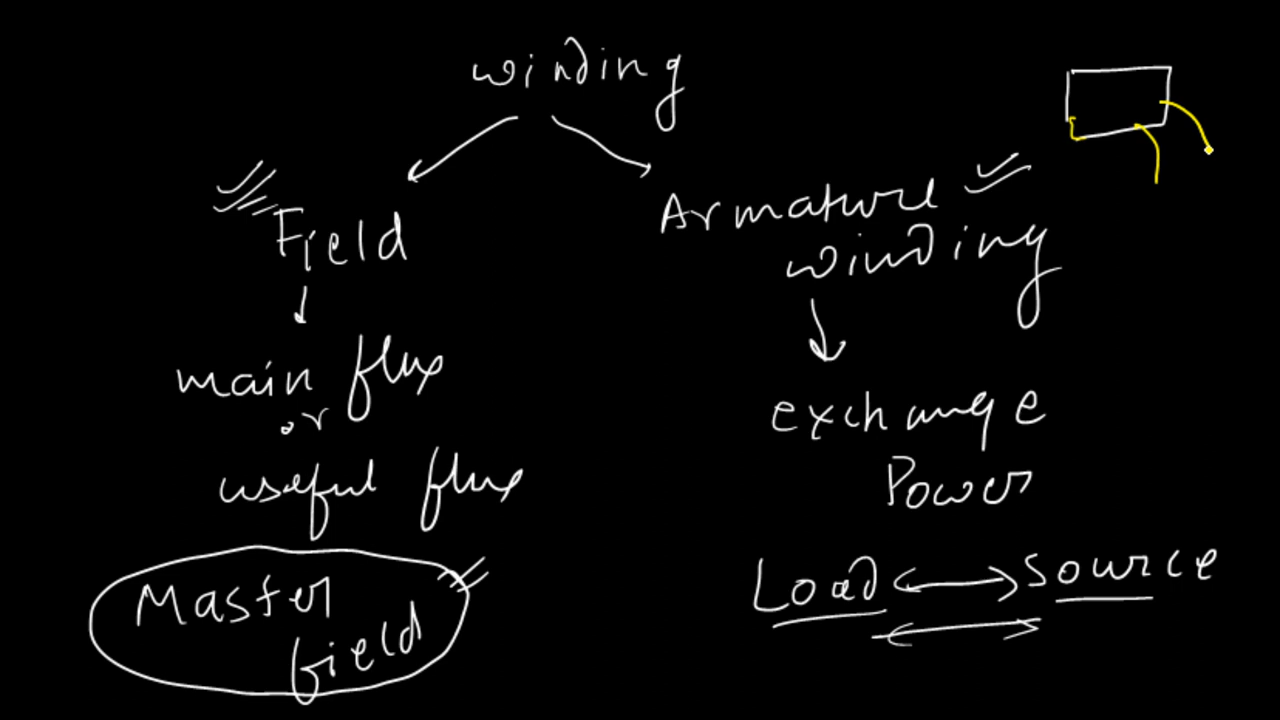 winding
Field
Armature
winding
main flux
or
useful flux
exchange
Power
Master
field
Load
Source